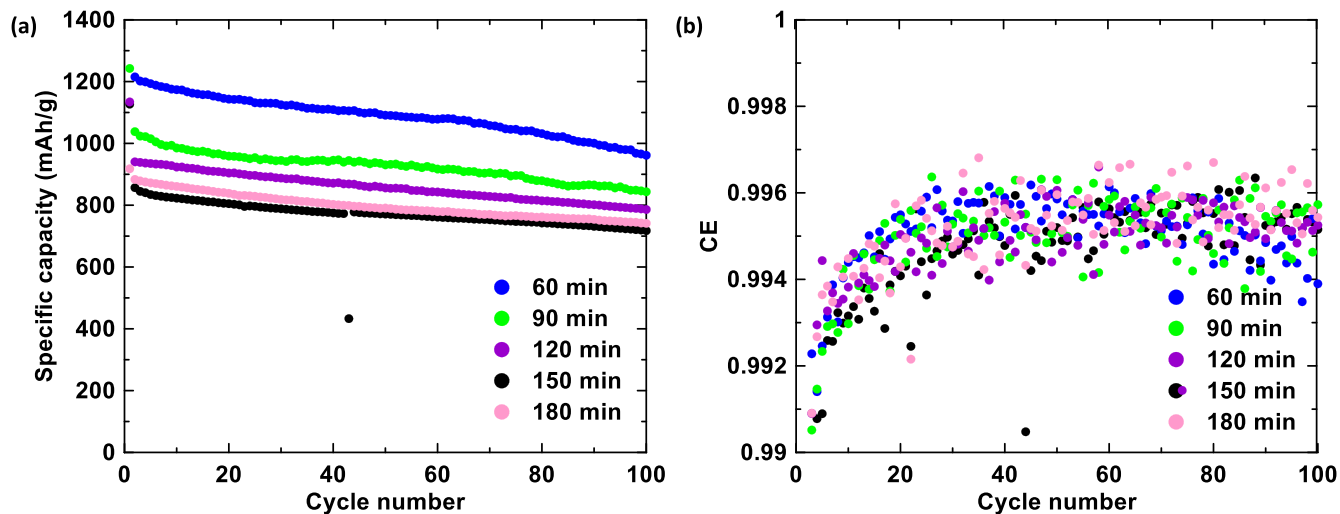 (a)
Specific capacity (mAh/g)
1400
1200
1000
800
600
400
200
0
0 20 40 60 80 100
Cycle number
60 min
90 min
120 min
150 min
180 min
(b)
CE
1
0.998
0.996
0.994
0.992
0.99
0 20 40 60 80 100
Cycle number
60 min
90 min
120 min
150 min
180 min